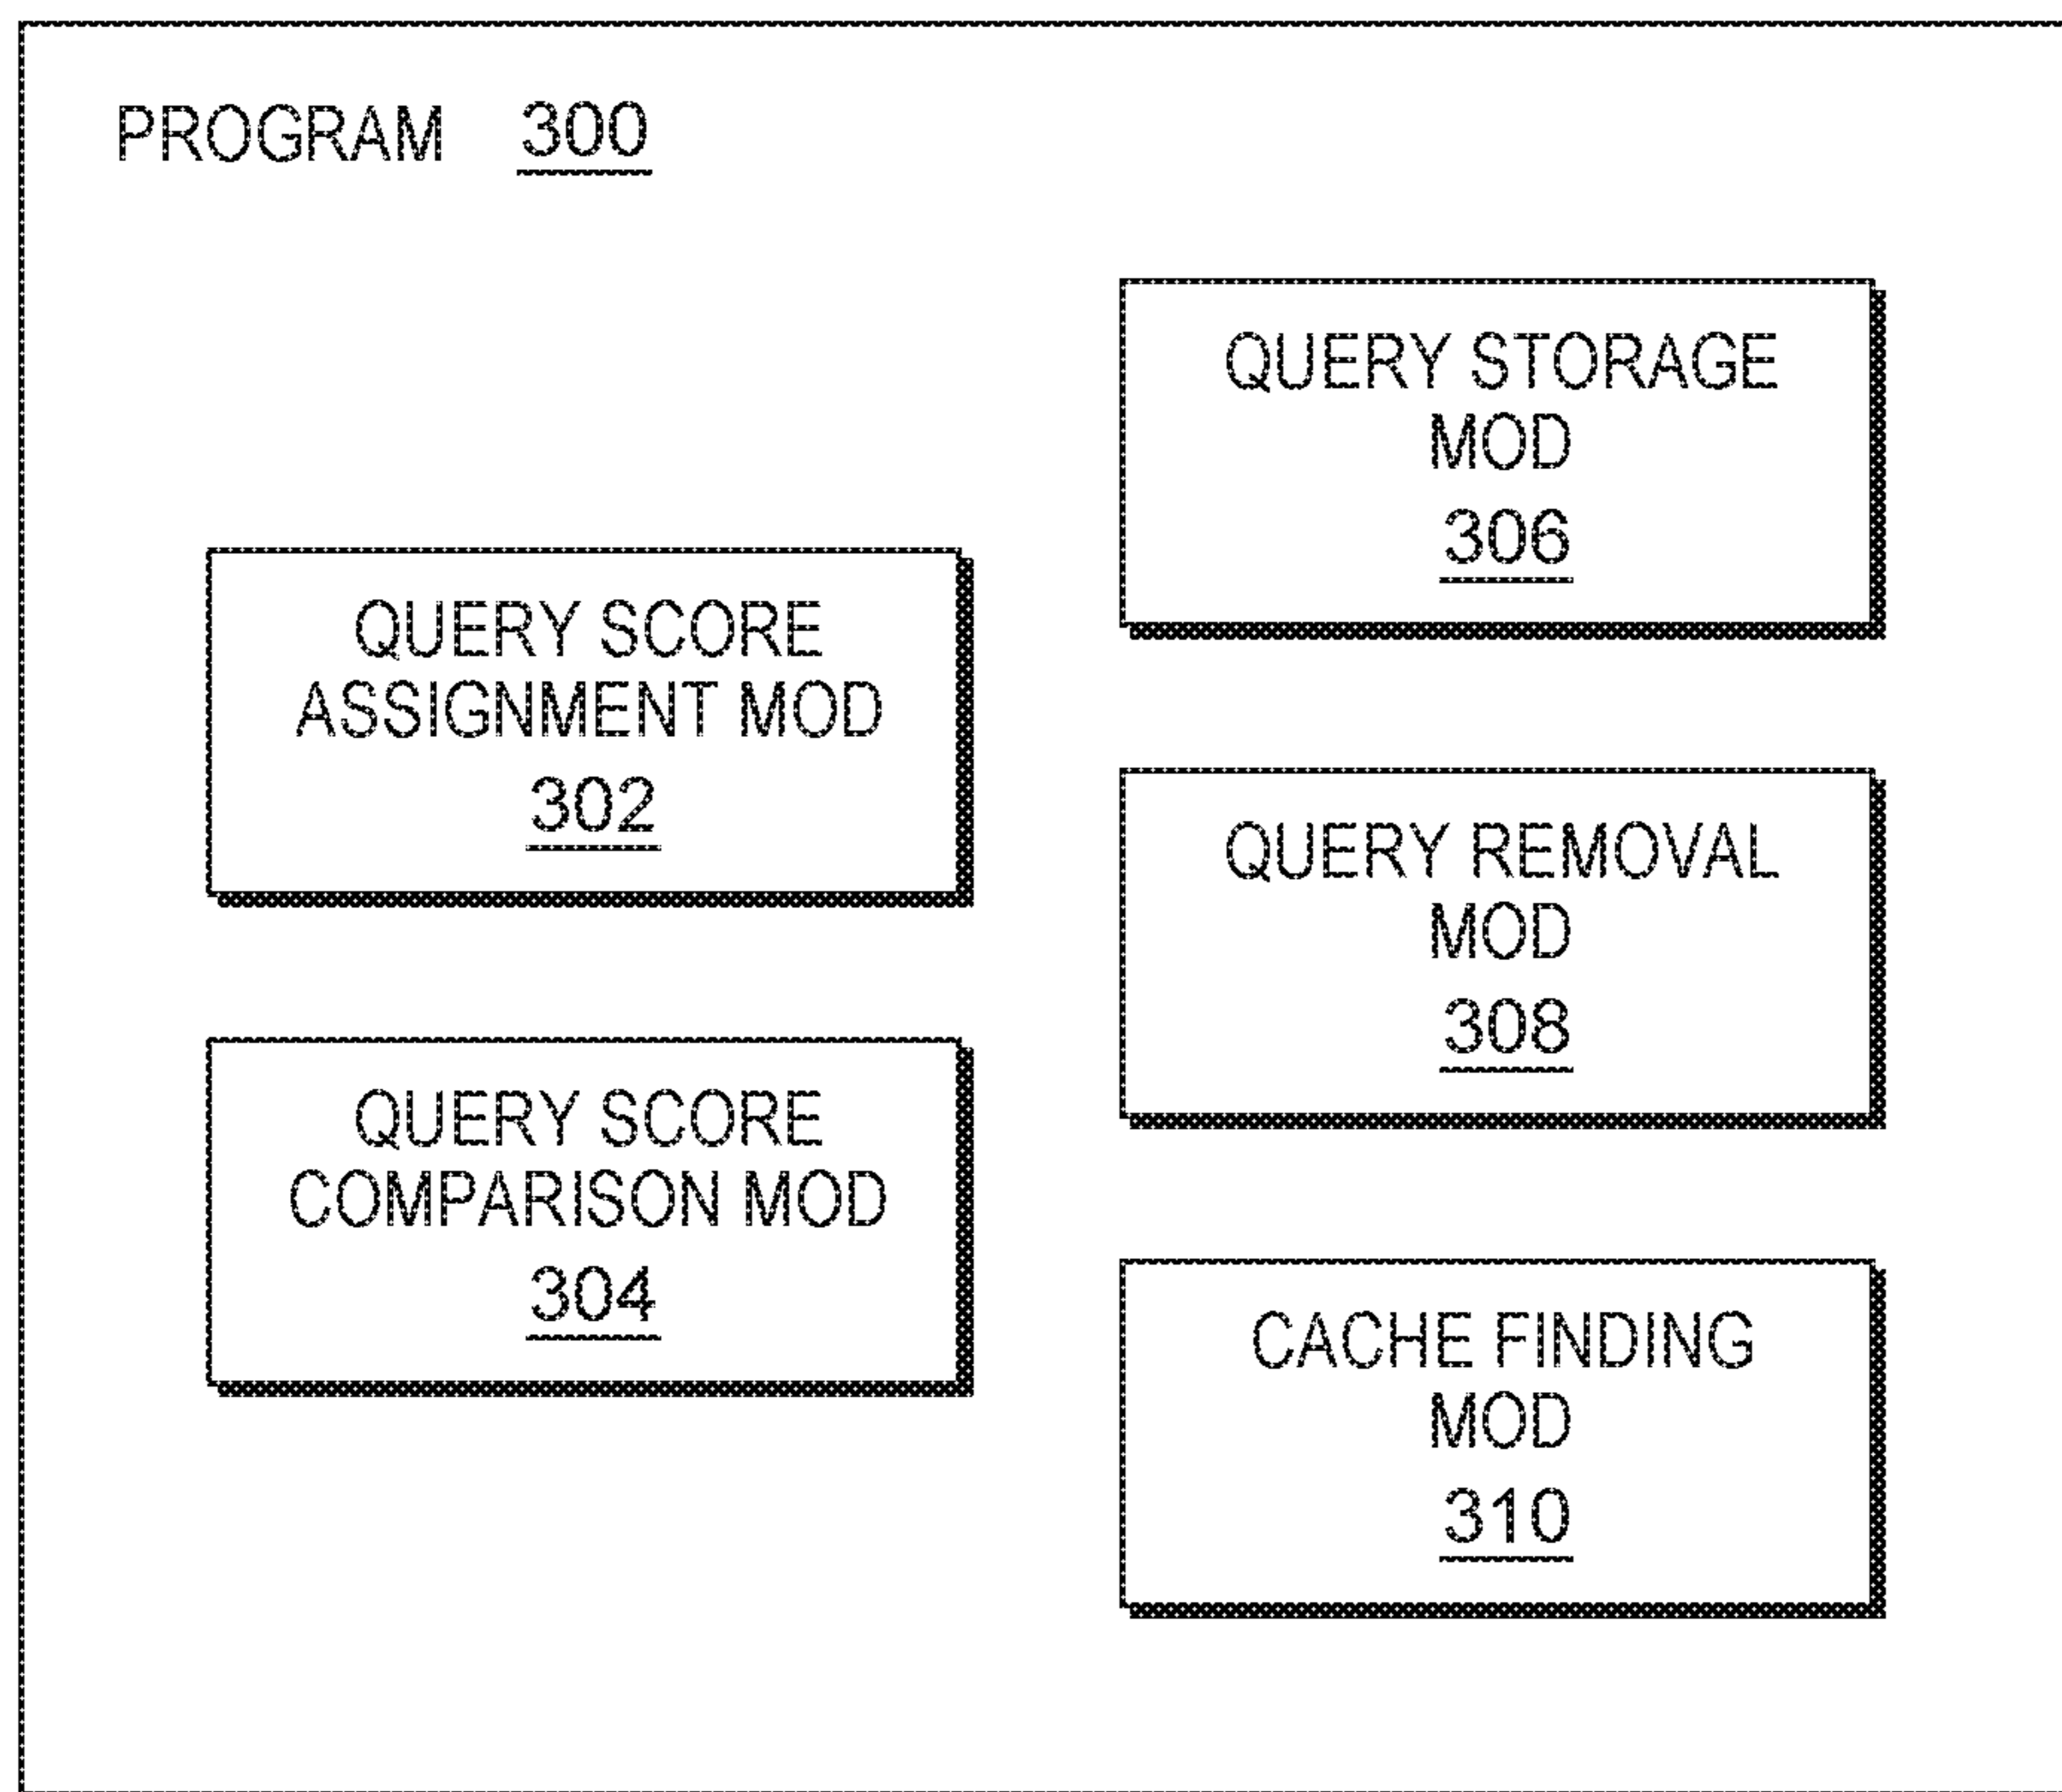 PROGRAM 300
QUERY SCORE
ASSIGNMENT MOD
302
QUERY SCORE
COMPARISON MOD
304
QUERY STORAGE
MOD
306
QUERY REMOVAL
MOD
308
CACHE FINDING
MOD
310